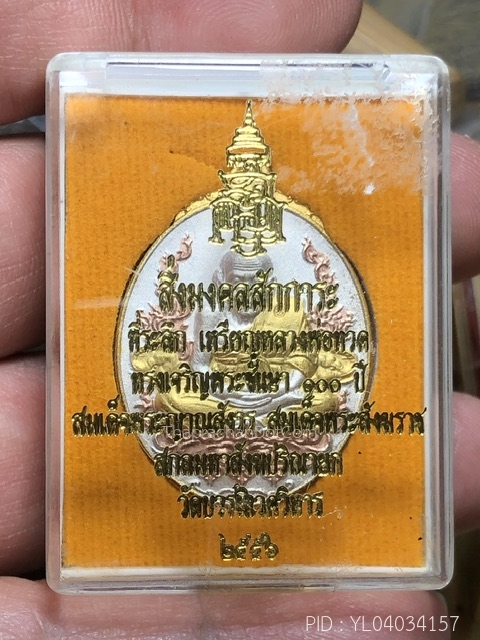 สิ่งมงคลสักการะ
ที่ระลึก เหรียญหลวงพ่อทวด
ทรงเจริญพระชันษา ๑๐๐ ปี
สมเด็จพระญาณสังวร สมเด็จพระสังฆราช
สกลมหาสังฆปริณายก
วัดบวรนิเวศวิหาร
๒๕๕๖
PID : YL04034157